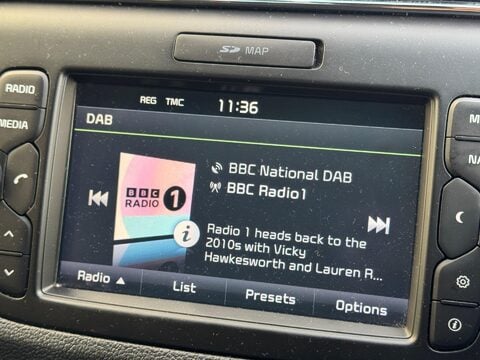 SD MAP
RADIO
REG TMC 11:36
MEDIA
DAB
BBC National DAB
BBC Radio1
BBC
RADIO 1
i
Radio 1 heads back to the
2010s with Vicky
Hawkesworth and Lauren R...
Radio ▲ List Presets Options